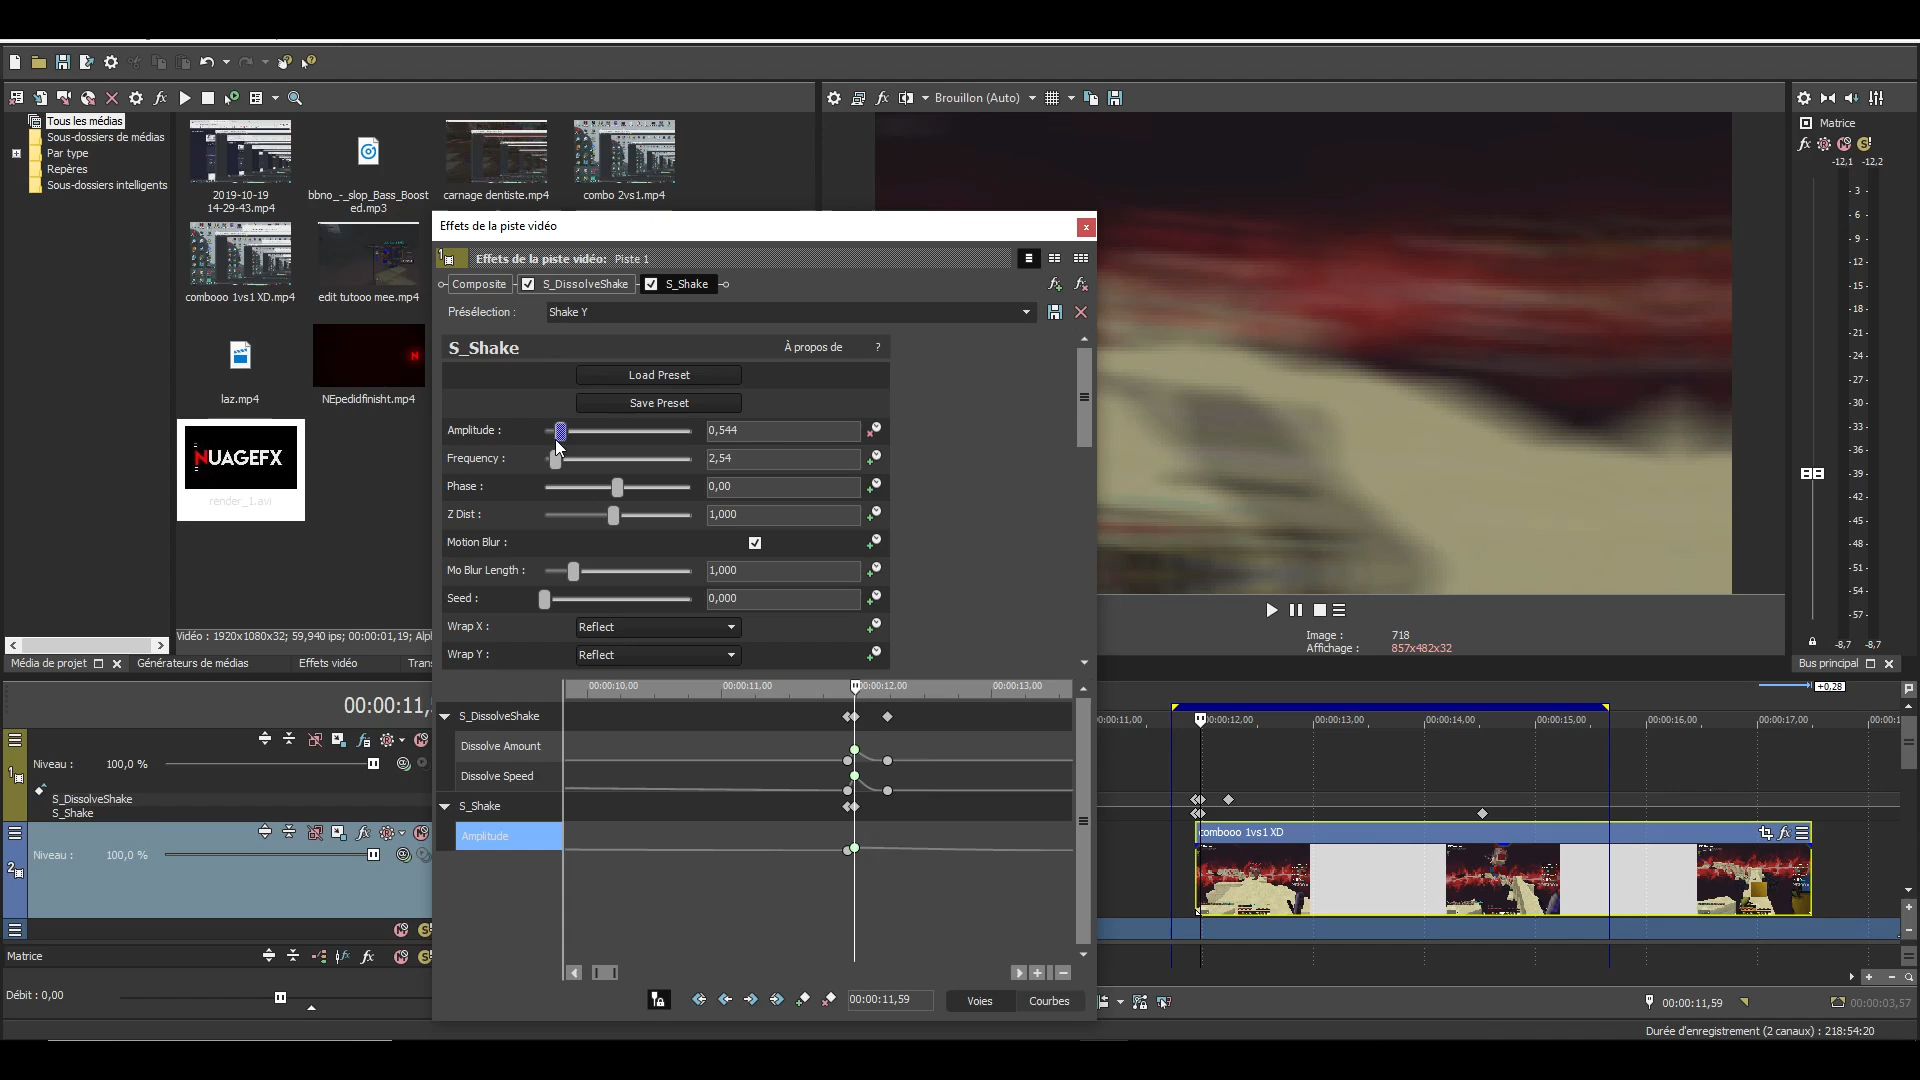 Brouillon (Auto)
Tous les médias
Sous-dossiers de médias
Par type
Repères
Sous-dossiers intelligents
2019-10-19
14-29-43.mp4
bbno_-_slop_Bass_Boost
ed.mp3
carnage dentiste.mp4
combo 2vs1.mp4
combooo 1vs1 XD.mp4
edit tutooo mee.mp4
laz.mp4
NEpedidfinisht.mp4
NUAGEFX
render_1.avi
Vidéo : 1920x1080x32; 59,940 ips; 00:00:01,19; Alp
Média de projet
Générateurs de médias
Effets vidéo
Tran
Matrice
-12,1 -12,2
- 3 -
- 6 -
- 9 -
- 12 -
- 15 -
- 18 -
- 21 -
- 24 -
- 27 -
- 30 -
- 33 -
- 36 -
- 39 -
- 42 -
- 45 -
- 48 -
- 51 -
- 54 -
- 57 -
-8,7 -8,7
Bus principal
Effets de la piste vidéo
x
1
Effets de la piste vidéo: Piste 1
Composite
S_DissolveShake
S_Shake
Présélection :
Shake Y
S_Shake
À propos de
?
Load Preset
Save Preset
Amplitude :
0,544
Frequency :
2,54
Phase :
0,00
Z Dist :
1,000
Motion Blur :
Mo Blur Length :
1,000
Seed :
0,000
Wrap X :
Reflect
Wrap Y :
Reflect
00:00:10,00
00:00:11,00
00:00:12,00
00:00:13,00
S_DissolveShake
Dissolve Amount
Dissolve Speed
S_Shake
Amplitude
00:00:11,59
Voies
Courbes
Image : 718
Affichage : 857x482x32
+0,28
00:00:11,5
0:00:11,00
00:00:12,00
00:00:13,00
00:00:14,00
00:00:15,00
00:00:16,00
00:00:17,00
00:00:1
1
Niveau : 100,0 %
S_DissolveShake
S_Shake
2
Niveau : 100,0 %
combooo 1vs1 XD
Matrice
Débit : 0,00
00:00:11,59
00:00:03,57
Durée d'enregistrement (2 canaux) : 218:54:20